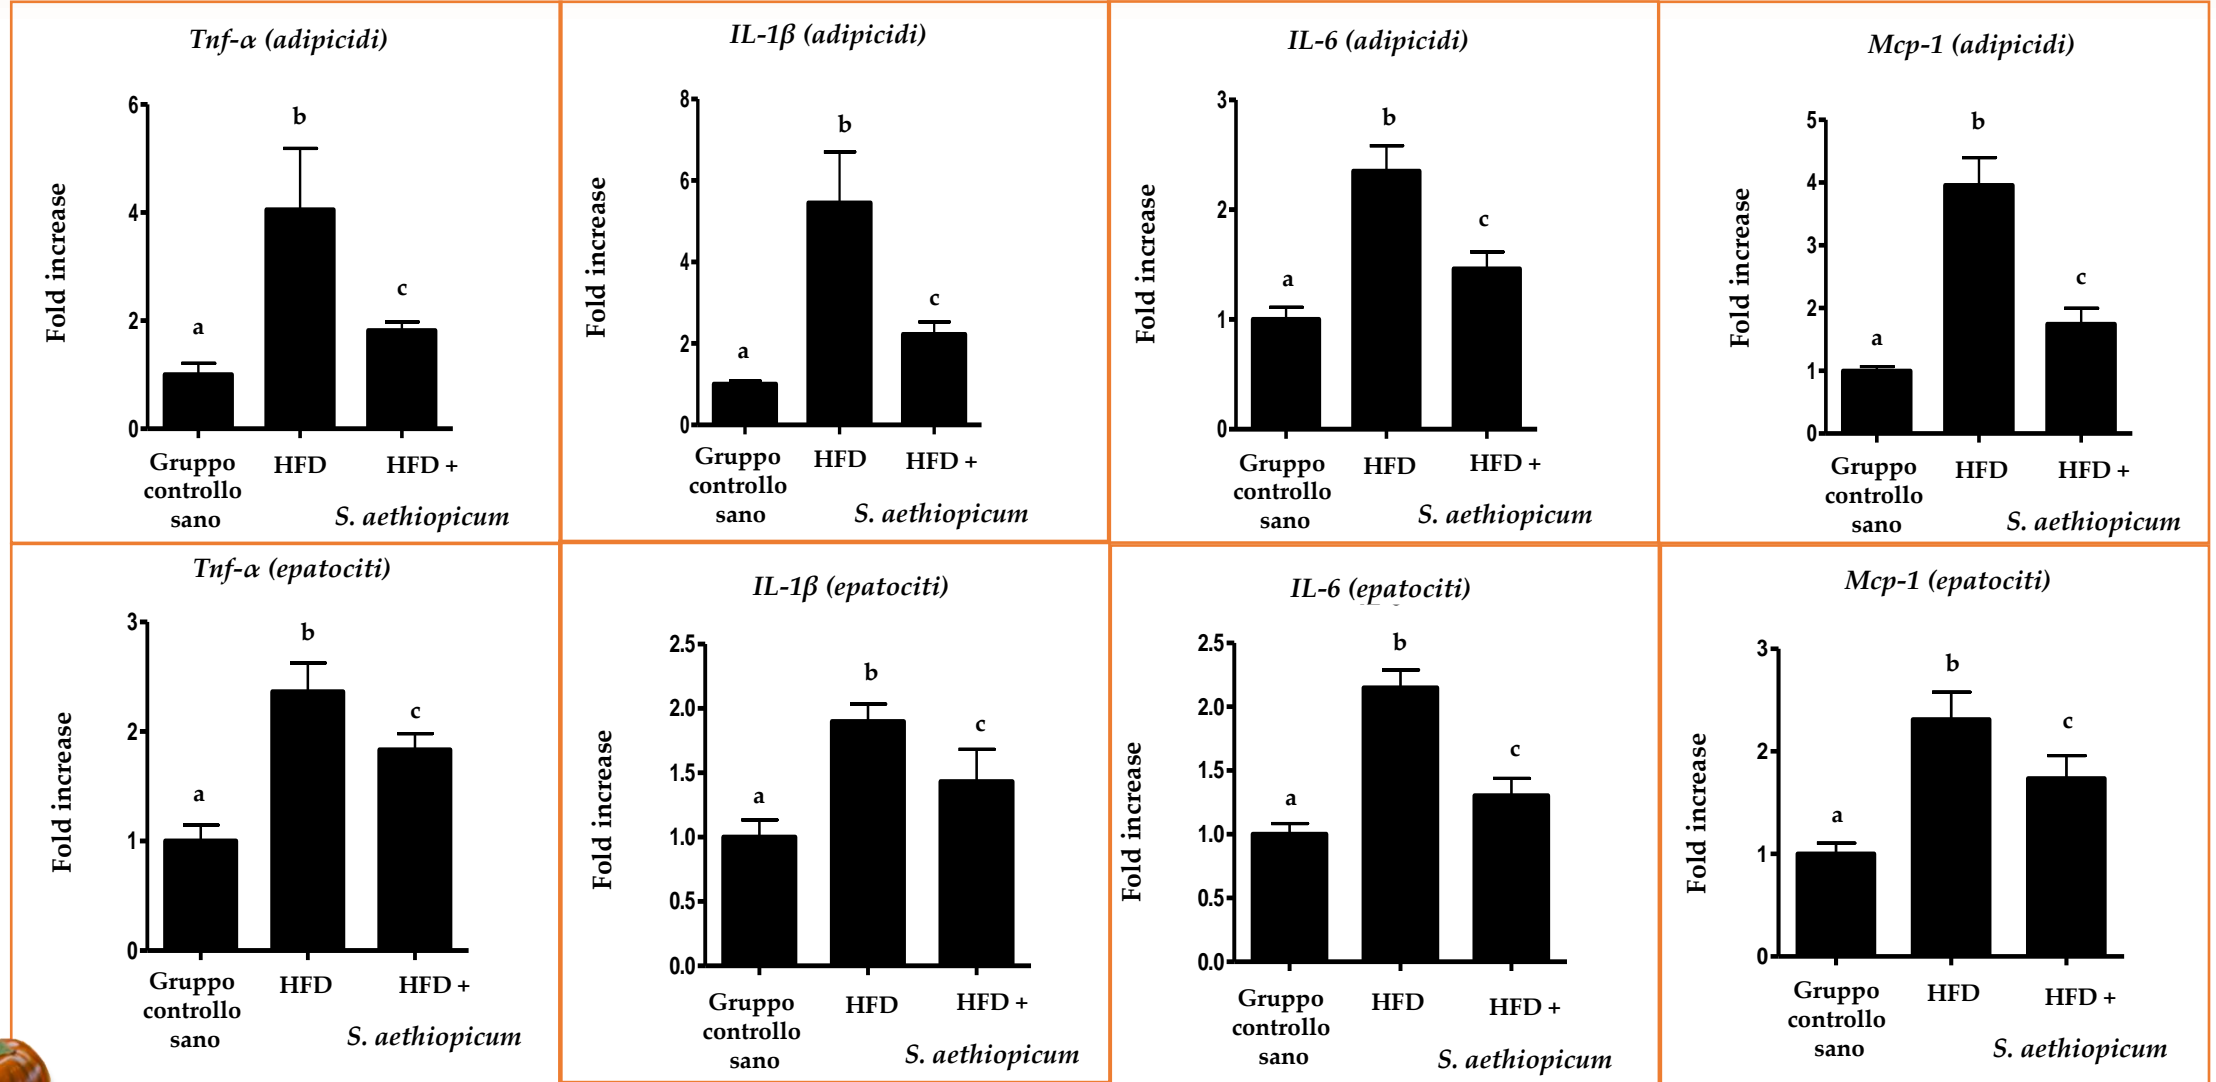 Tnf-α (adipicidi)
6
4
2
0
Fold increase
a
b
c
Gruppo
controllo
sano
HFD
HFD +
S. aethiopicum
IL-1β (adipicidi)
8
6
4
2
0
Fold increase
a
b
c
Gruppo
controllo
sano
HFD
HFD +
S. aethiopicum
IL-6 (adipicidi)
3
2
1
0
Fold increase
a
b
c
Gruppo
controllo
sano
HFD
HFD +
S. aethiopicum
Mcp-1 (adipicidi)
5
4
3
2
1
0
Fold increase
a
b
c
Gruppo
controllo
sano
HFD
HFD +
S. aethiopicum
Tnf-α (epatociti)
3
2
1
0
Fold increase
a
b
c
Gruppo
controllo
sano
HFD
HFD +
S. aethiopicum
IL-1β (epatociti)
2.5
2.0
1.5
1.0
0.5
0.0
Fold increase
a
b
c
Gruppo
controllo
sano
HFD
HFD +
S. aethiopicum
IL-6 (epatociti)
2.5
2.0
1.5
1.0
0.5
0.0
Fold increase
a
b
c
Gruppo
controllo
sano
HFD
HFD +
S. aethiopicum
Mcp-1 (epatociti)
3
2
1
0
Fold increase
a
b
c
Gruppo
controllo
sano
HFD
HFD +
S. aethiopicum